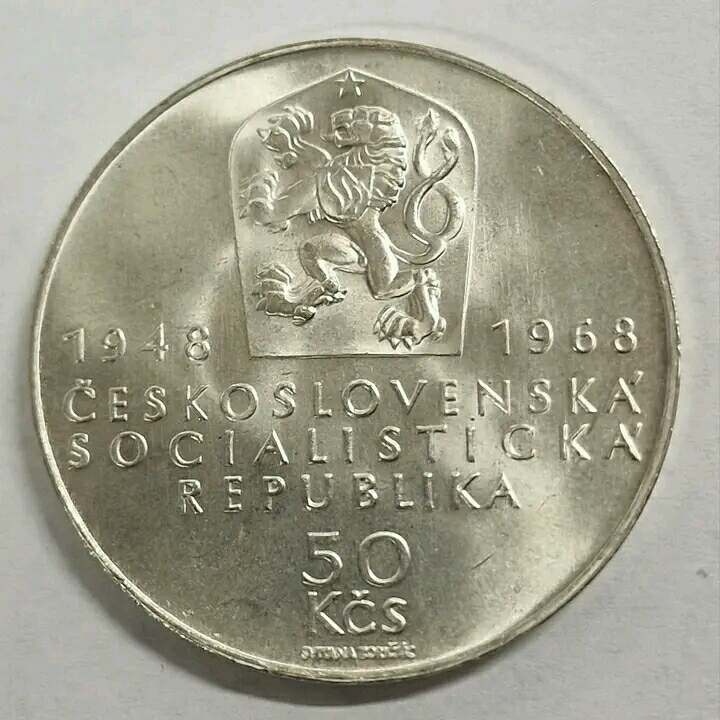 1948 1968
ČESKOSLOVENSKÁ
SOCIALISTICKÁ
REPUBLIKA
50
KČS